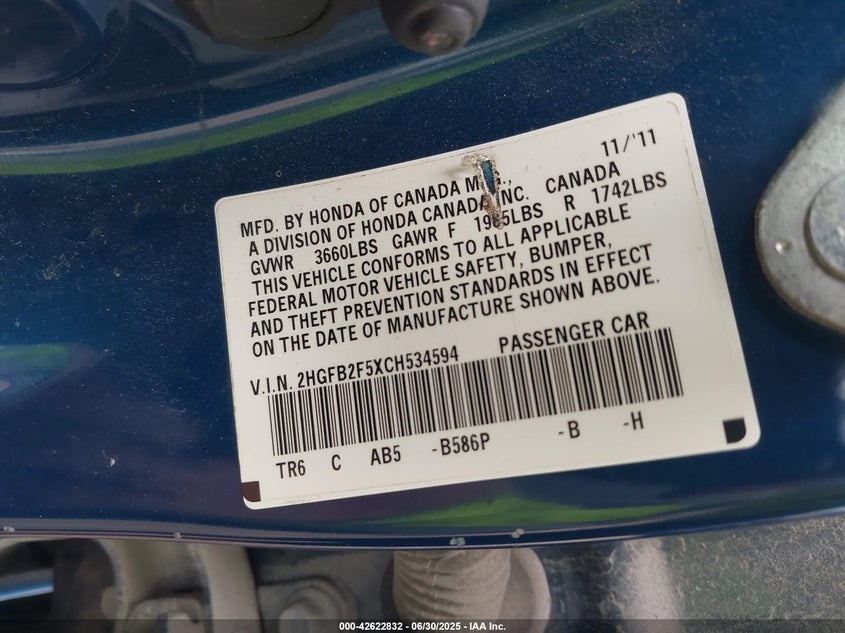 11/'11
MFD. BY HONDA OF CANADA
A DIVISION OF HONDA CANADA INC. CANADA
GVWR 3660LBS GAWR F LBS R 1742LBS
THIS VEHICLE CONFORMS TO ALL APPLICABLE
FEDERAL MOTOR VEHICLE SAFETY, BUMPER,
AND THEFT PREVENTION STANDARDS IN EFFECT
ON THE DATE OF MANUFACTURE SHOWN ABOVE.
V.I.N. 2HGFB2F5XCH534594 PASSENGER CAR
TR6 C AB5 -B586P -B -H
000-42622832 - 06/30/2025 - IAA Inc.